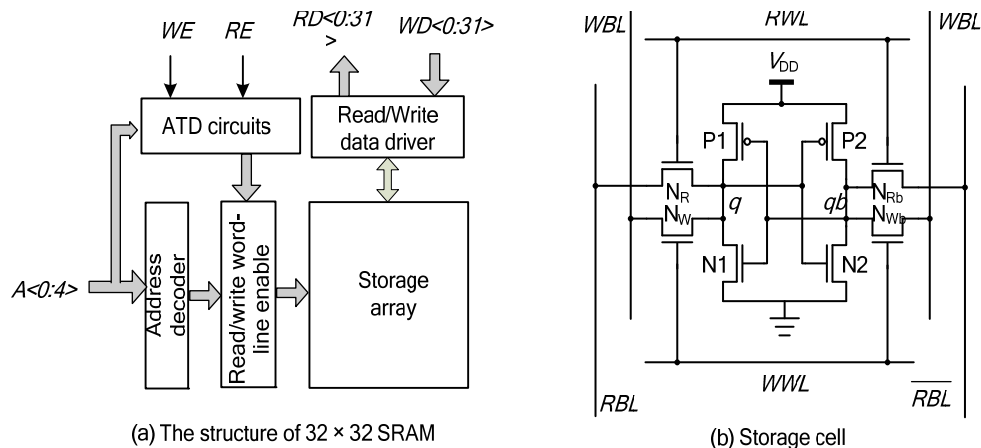 WE
RE
RD<0:31
>
WD<0:31>
ATD circuits
Read/Write
data driver
A<0:4>
Address
decoder
Read/write word-
line enable
Storage
array
(a) The structure of 32 × 32 SRAM
WBL
RWL
WBL
VDD
P1
P2
NR
q
qb
NRb
NW
NWb
N1
N2
WWL
RBL
RBL
(b) Storage cell